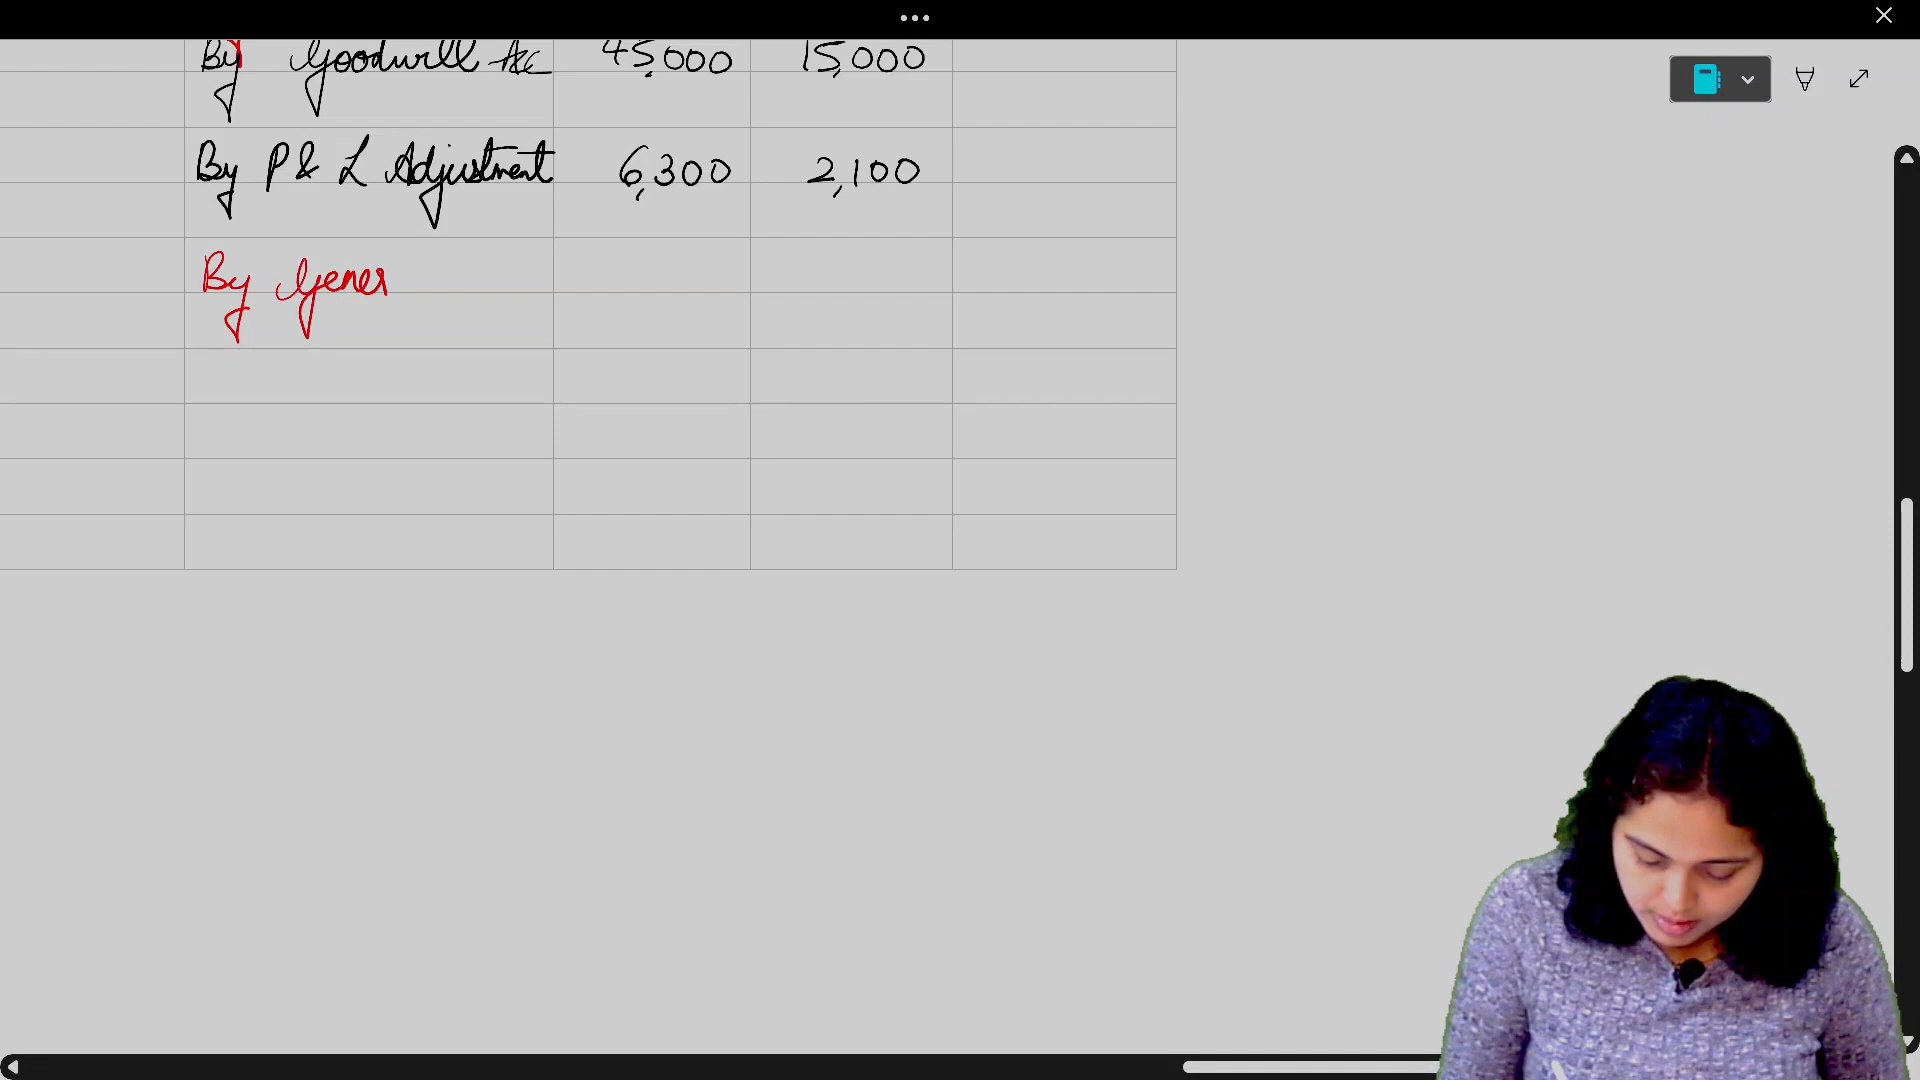 By Goodwill A/c 45,000 15,000
By P & L Adjustment 6,300 2,100
By Gener